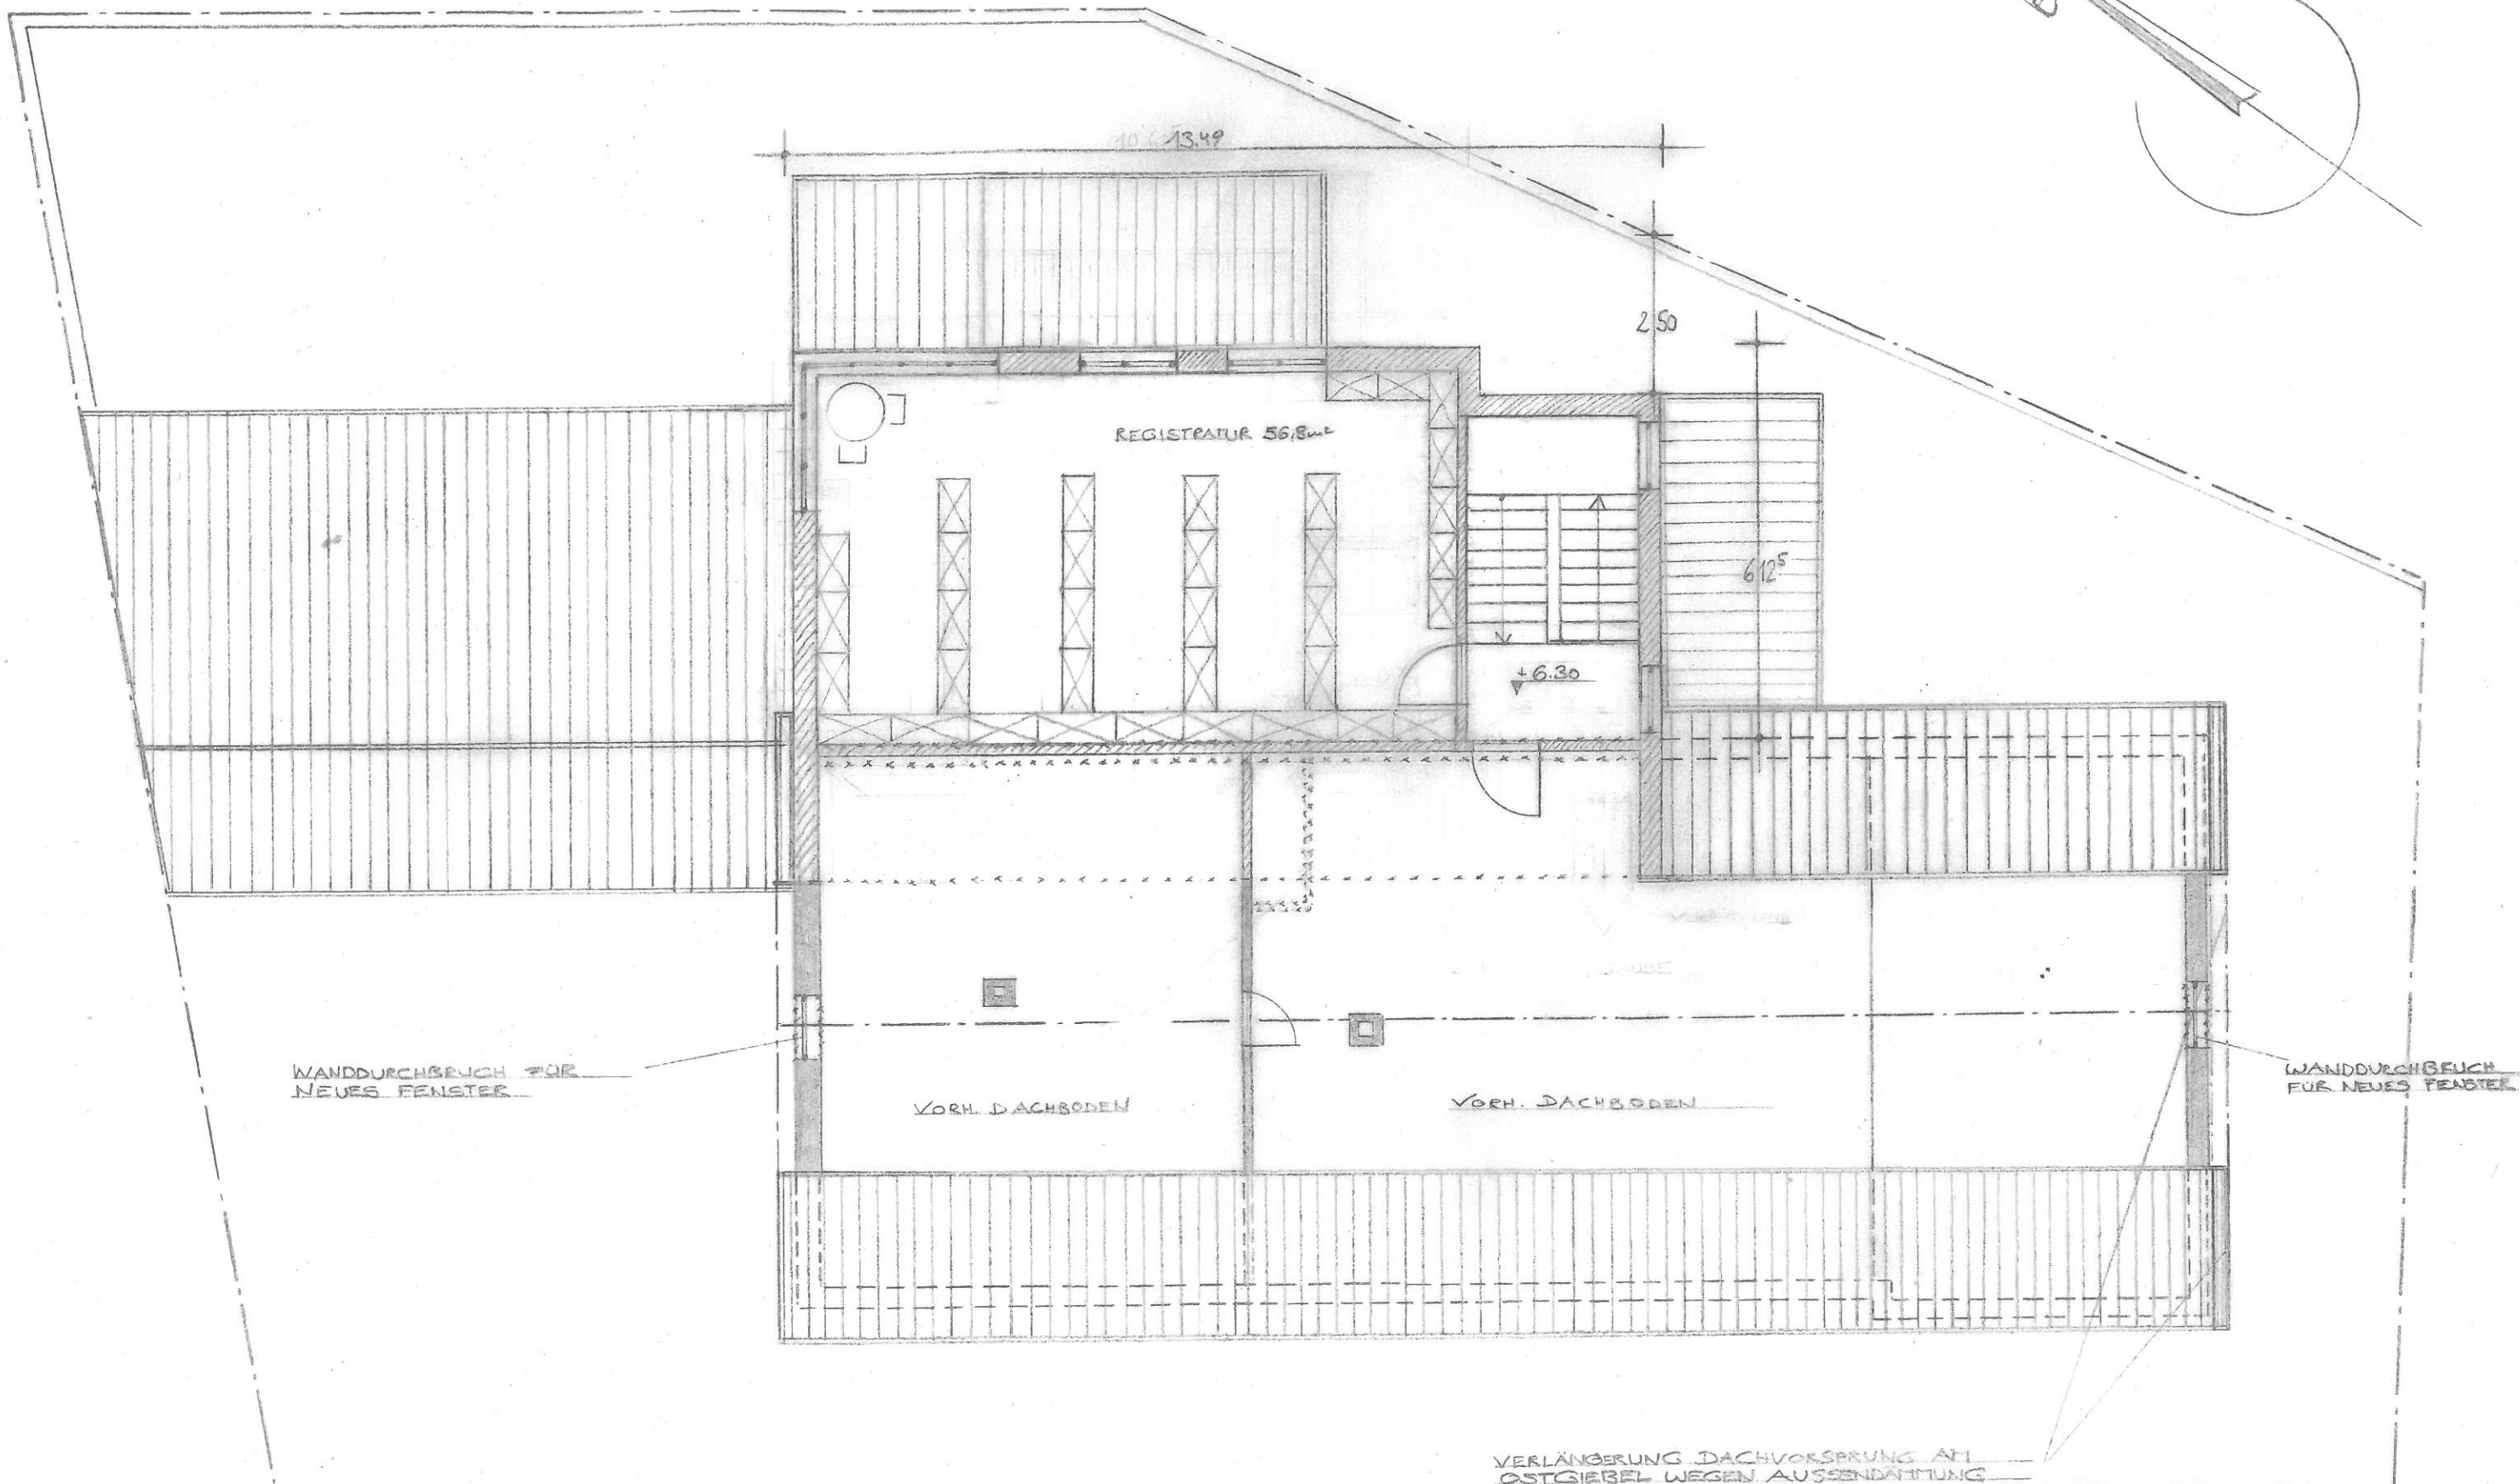 13.49
2.50
REGISTRATUR 56,8m²
6.12⁵
+6.30
WANDDURCHBRUCH FÜR
NEUES FENSTER
VORH. DACHBODEN
VORH. DACHBODEN
WANDDURCHBRUCH
FÜR NEUES FENSTER
VERLÄNGERUNG DACHVORSPRUNG AM
OSTGIEBEL WEGEN AUSSENDÄMMUNG